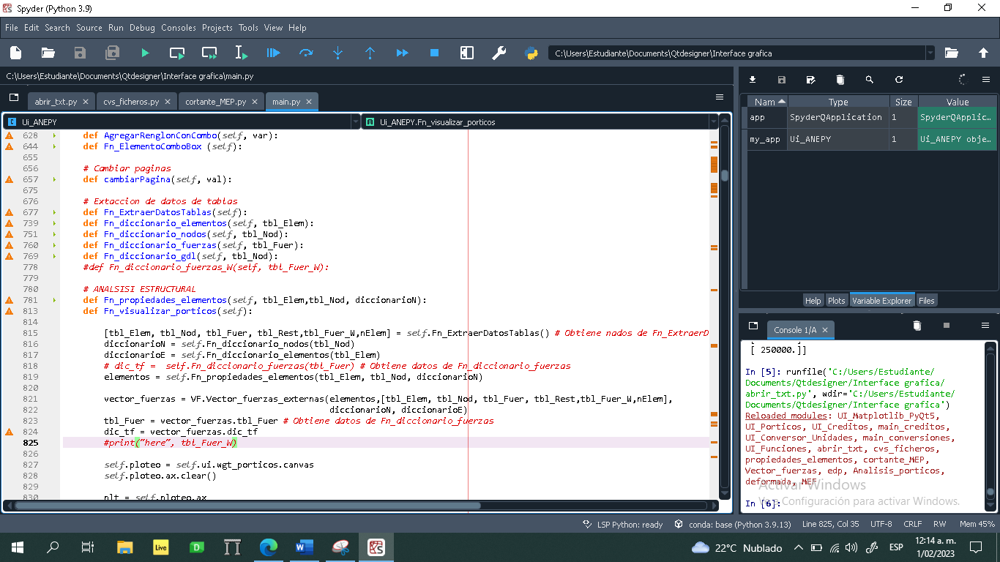 Spyder (Python 3.9)
File Edit Search Source Run Debug Consoles Projects Tools View Help
C:\Users\Estudiante\Documents\Qtdesigner\Interface grafica
C:\Users\Estudiante\Documents\Qtdesigner\Interface grafica\main.py
abrir_txt.py cvs_ficheros.py cortante_MEP.py main.py
Ui_ANEPY Ui_ANEPY.Fn_visualizar_porticos
628 def AgregarRenglonConCombo(self, var):
644 def Fn_ElementoComboBox (self):
655
656 # Cambiar paginas
657 def cambiarPagina(self, val):
675
676 # Extaccion de datos de tablas
677 def Fn_ExtraerDatosTablas(self):
739 def Fn_diccionario_elementos(self, tbl_Elem):
751 def Fn_diccionario_nodos(self, tbl_Nod):
760 def Fn_diccionario_fuerzas(self, tbl_Fuer):
769 def Fn_diccionario_gdl(self, tbl_Nod):
778 #def Fn_diccionario_fuerzas_W(self, tbl_Fuer_W):
779
780 # ANALSISI ESTRUCTURAL
781 def Fn_propiedades_elementos(self, tbl_Elem,tbl_Nod, diccionarioN):
813 def Fn_visualizar_porticos(self):
814
815 [tbl_Elem, tbl_Nod, tbl_Fuer, tbl_Rest,tbl_Fuer_W,nElem] = self.Fn_ExtraerDatosTablas() # Obtiene nados de Fn_ExtraerD
816 diccionarioN = self.Fn_diccionario_nodos(tbl_Nod)
817 diccionarioE = self.Fn_diccionario_elementos(tbl_Elem)
818 # dic_tf = self.Fn_diccionario_fuerzas(tbl_Fuer) # Obtiene datos de Fn_diccionario_fuerzas
819 elementos = self.Fn_propiedades_elementos(tbl_Elem, tbl_Nod, diccionarioN)
820
821 vector_fuerzas = VF.Vector_fuerzas_externas(elementos,[tbl_Elem, tbl_Nod, tbl_Fuer, tbl_Rest,tbl_Fuer_W,nElem],
822 diccionarioN, diccionarioE)
823 tbl_Fuer = vector_fuerzas.tbl_Fuer # Obtiene datos de Fn_diccionario_fuerzas
824 dic_tf = vector_fuerzas.dic_tf
825 #print("here", tbl_Fuer_W)
826
827 self.ploteo = self.ui.wgt_porticos.canvas
828 self.ploteo.ax.clear()
829
830 plt = self.ploteo.ax
Nam Type Size Value
app SpyderQApplication 1 SpyderQApplic…
my_app Ui_ANEPY 1 Ui_ANEPY obje…
Help Plots Variable Explorer Files
Console 1/A
[ 250000.]]
In [5]: runfile('C:/Users/Estudiante/
Documents/Qtdesigner/Interface grafica/
abrir_txt.py', wdir='C:/Users/Estudiante/
Documents/Qtdesigner/Interface grafica')
Reloaded modules: UI_Matplotlib_PyQt5,
UI_Porticos, UI_Creditos, main_creditos,
UI_Conversor_Unidades, main_conversiones,
UI_Funciones, abrir_txt, cvs_ficheros,
propiedades_elementos, cortante_MEP,
Vector_fuerzas, edp, Analisis_porticos,
deformada, MEF
Activar Windows
In [6]:
Ve a Configuración para activar Windows.
LSP Python: ready conda: base (Python 3.9.13) Line 825, Col 35 UTF-8 CRLF RW Mem 45%
Live
22°C Nublado ESP
12:14 a. m.
1/02/2023